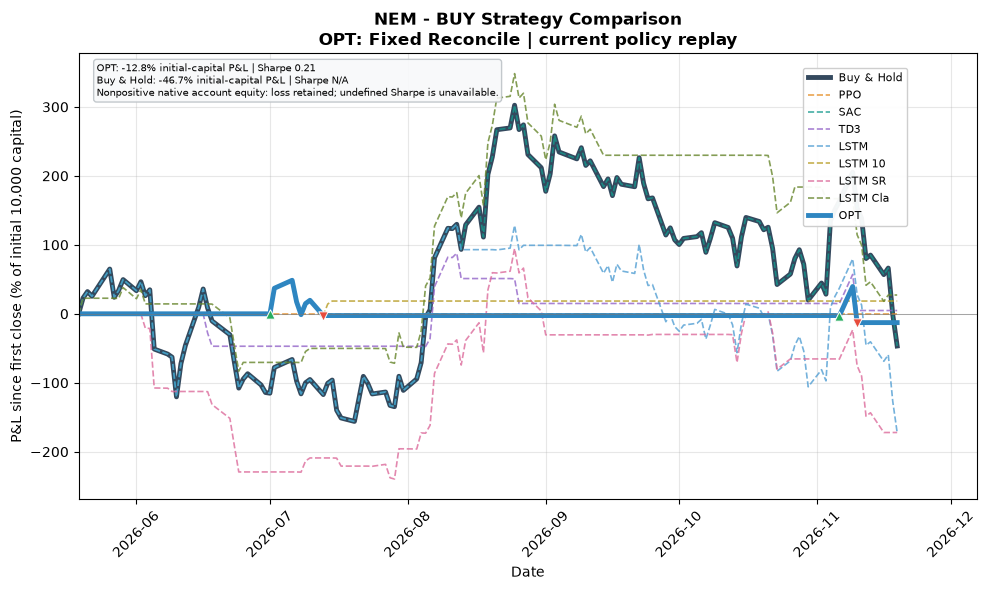 NEM - BUY Strategy Comparison
OPT: Fixed Reconcile | current policy replay
OPT: -12.8% initial-capital P&L | Sharpe 0.21
Buy & Hold: -46.7% initial-capital P&L | Sharpe N/A
Nonpositive native account equity: loss retained; undefined Sharpe is unavailable.
Buy & Hold
PPO
SAC
TD3
LSTM
LSTM 10
LSTM SR
LSTM Cla
OPT
P&L since first close (% of initial 10,000 capital)
300
200
100
0
−100
−200
2026-06
2026-07
2026-08
2026-09
2026-10
2026-11
2026-12
Date